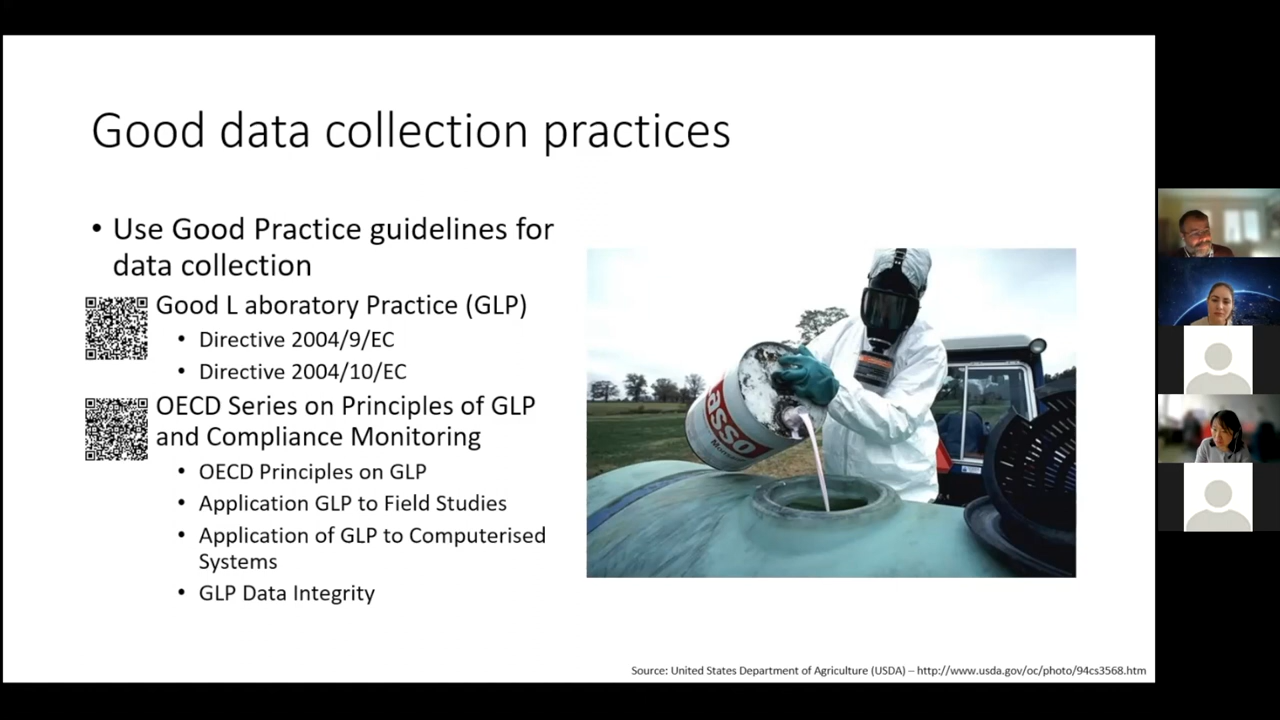 Good data collection practices
• Use Good Practice guidelines for
data collection
Good L aboratory Practice (GLP)
• Directive 2004/9/EC
• Directive 2004/10/EC
OECD Series on Principles of GLP
and Compliance Monitoring
• OECD Principles on GLP
• Application GLP to Field Studies
• Application of GLP to Computerised
Systems
• GLP Data Integrity
asso
Source: United States Department of Agriculture (USDA) – http://www.usda.gov/oc/photo/94cs3568.htm